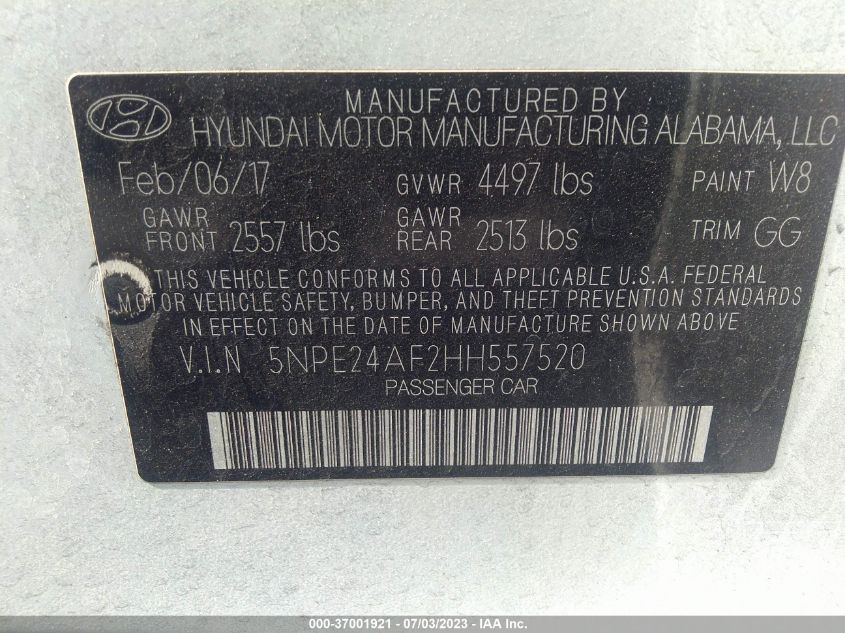 MANUFACTURED BY
HYUNDAI MOTOR MANUFACTURING ALABAMA, LLC
Feb/06/17 GVWR 4497 lbs PAINT W8
GAWR FRONT 2557 lbs GAWR REAR 2513 lbs TRIM GG
THIS VEHICLE CONFORMS TO ALL APPLICABLE U.S.A. FEDERAL
MOTOR VEHICLE SAFETY, BUMPER, AND THEFT PREVENTION STANDARDS
IN EFFECT ON THE DATE OF MANUFACTURE SHOWN ABOVE
V.I.N 5NPE24AF2HH557520
PASSENGER CAR
000-37001921 - 07/03/2023 - IAA Inc.